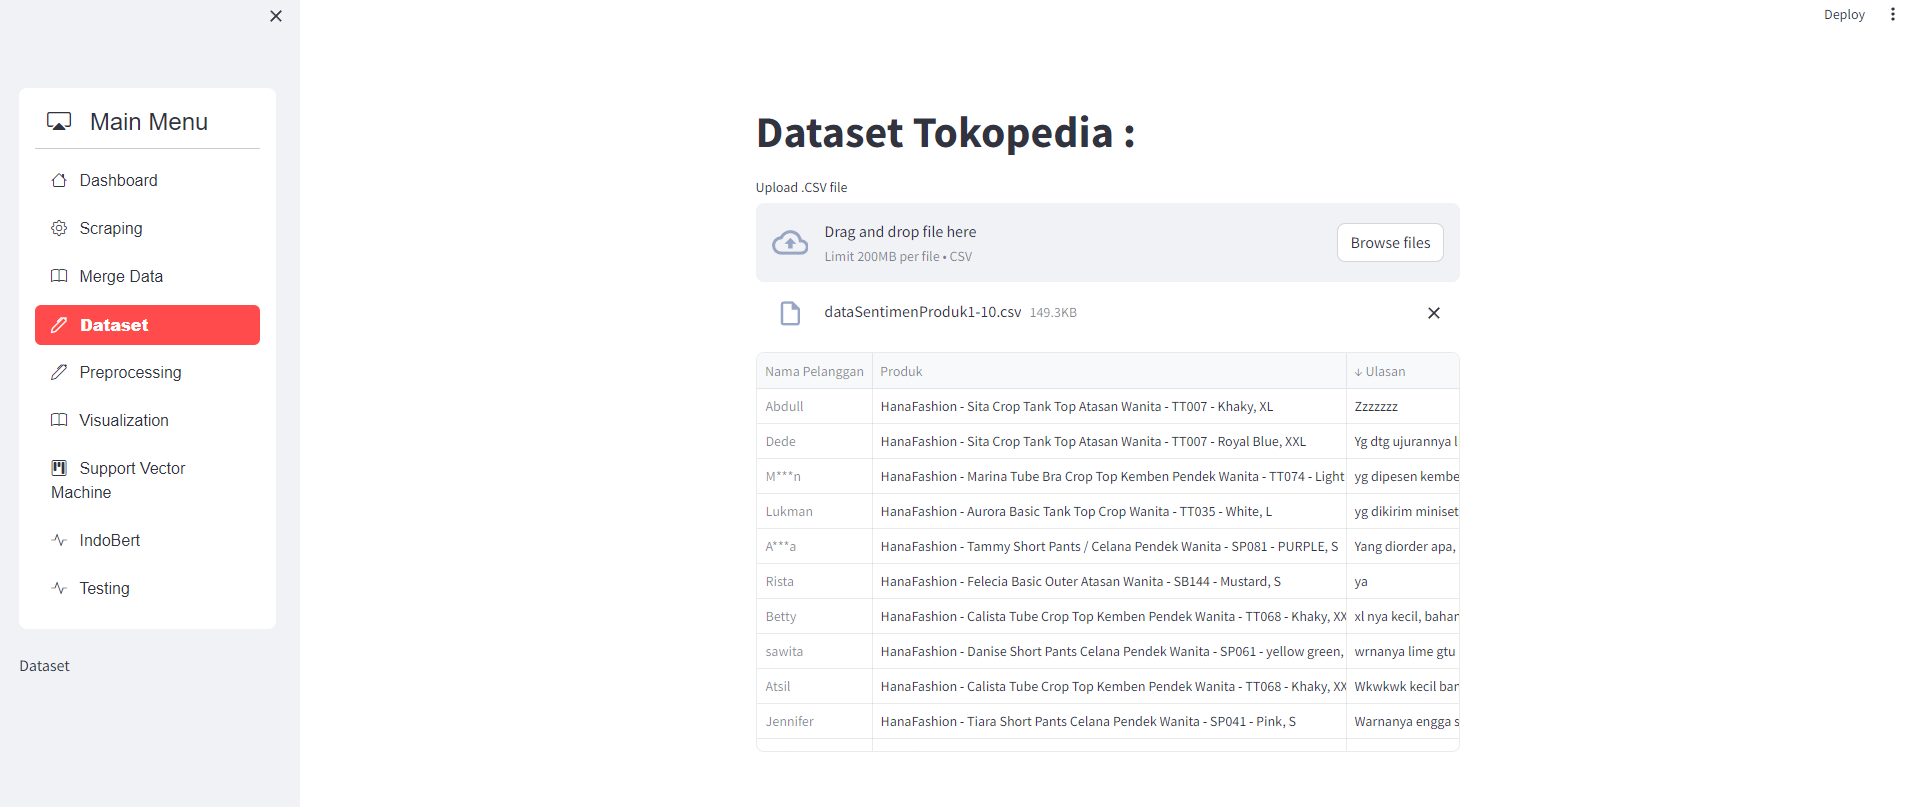 Deploy
Main Menu
Dashboard
Scraping
Merge Data
Dataset
Preprocessing
Visualization
Support Vector
Machine
IndoBert
Testing
Dataset
Dataset Tokopedia :
Upload .CSV file
Drag and drop file here
Limit 200MB per file • CSV
Browse files
dataSentimenProduk1-10.csv 149.3KB
Nama Pelanggan Produk ↓ Ulasan
Abdull HanaFashion - Sita Crop Tank Top Atasan Wanita - TT007 - Khaky, XL Zzzzzzz
Dede HanaFashion - Sita Crop Tank Top Atasan Wanita - TT007 - Royal Blue, XXL Yg dtg ujurannya l
M***n HanaFashion - Marina Tube Bra Crop Top Kemben Pendek Wanita - TT074 - Light yg dipesen kembe
Lukman HanaFashion - Aurora Basic Tank Top Crop Wanita - TT035 - White, L yg dikirim miniset
A***a HanaFashion - Tammy Short Pants / Celana Pendek Wanita - SP081 - PURPLE, S Yang diorder apa,
Rista HanaFashion - Felecia Basic Outer Atasan Wanita - SB144 - Mustard, S ya
Betty HanaFashion - Calista Tube Crop Top Kemben Pendek Wanita - TT068 - Khaky, XX xl nya kecil, bahan
sawita HanaFashion - Danise Short Pants Celana Pendek Wanita - SP061 - yellow green, wrnanya lime gtu
Atsil HanaFashion - Calista Tube Crop Top Kemben Pendek Wanita - TT068 - Khaky, XX Wkwkwk kecil ban
Jennifer HanaFashion - Tiara Short Pants Celana Pendek Wanita - SP041 - Pink, S Warnanya engga s